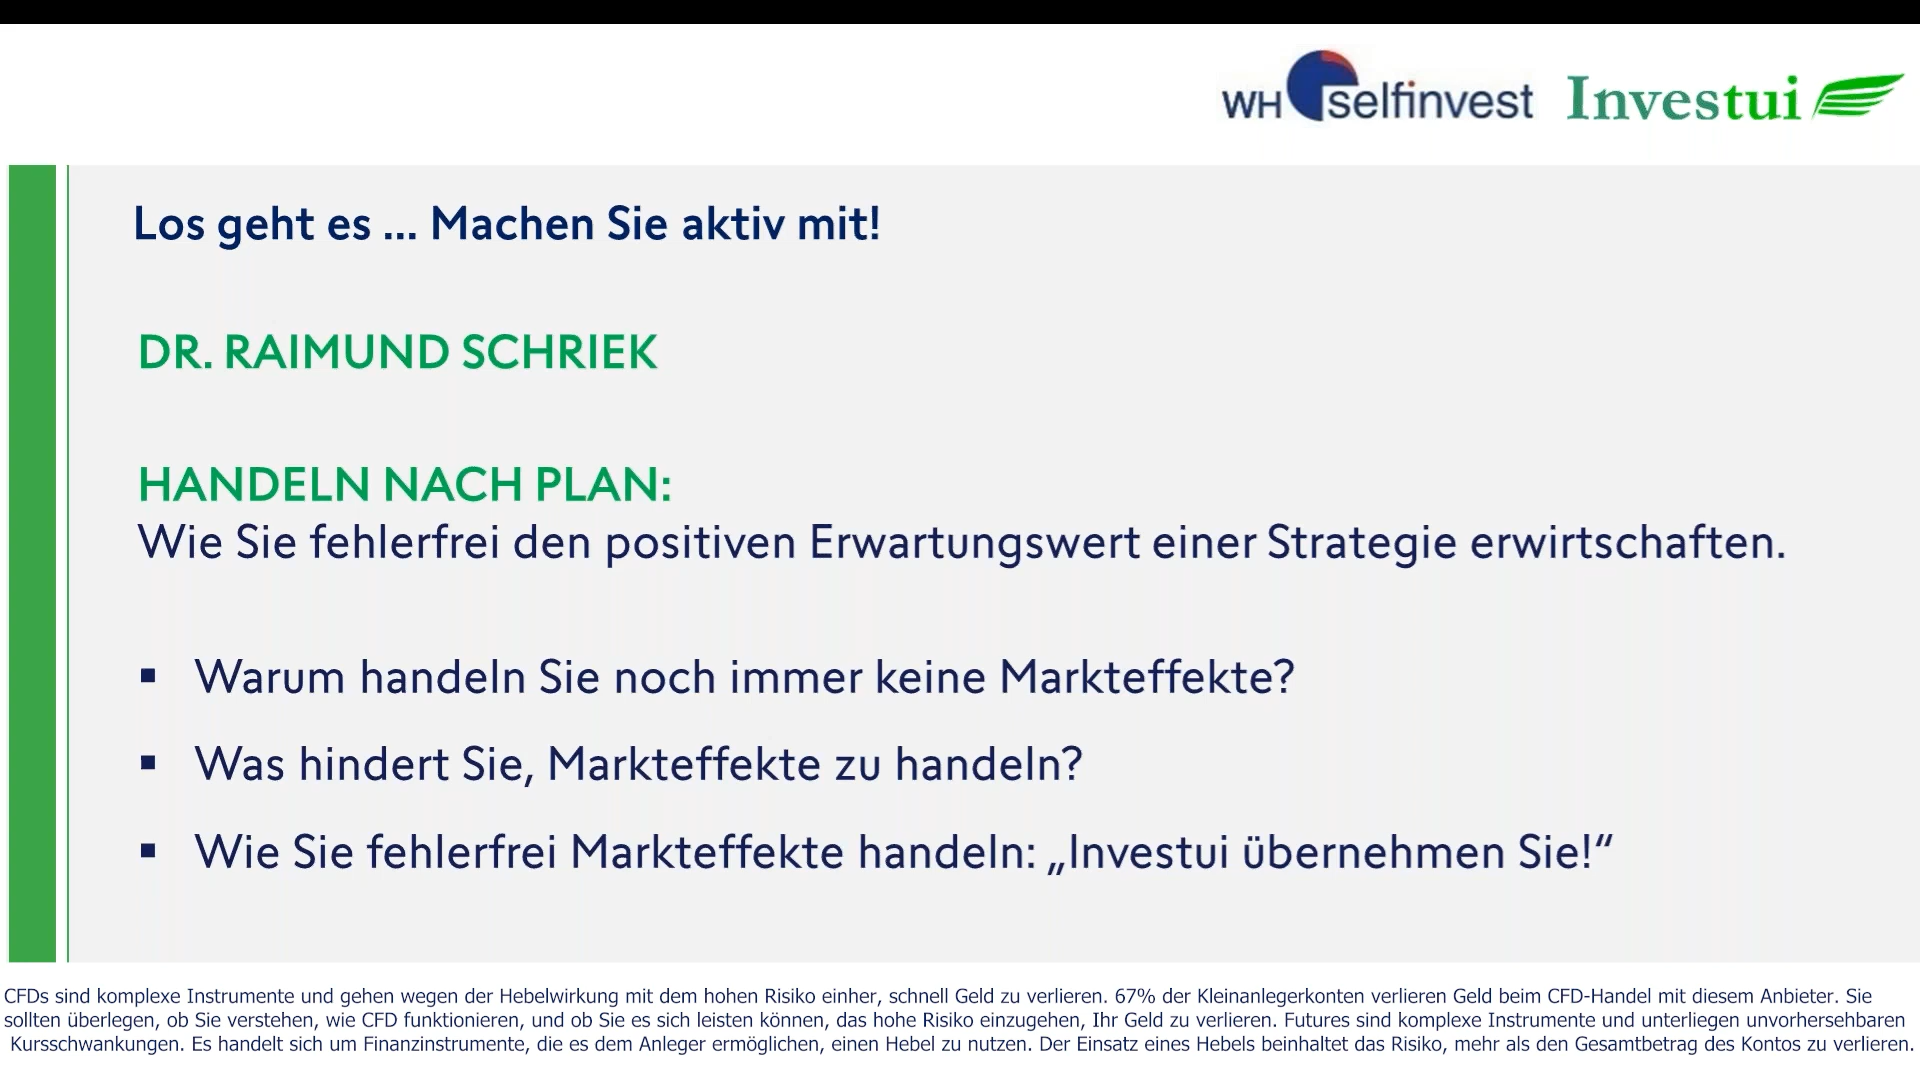 WH selfinvest Investui
Los geht es ... Machen Sie aktiv mit!
DR. RAIMUND SCHRIEK
HANDELN NACH PLAN:
Wie Sie fehlerfrei den positiven Erwartungswert einer Strategie erwirtschaften.
▪ Warum handeln Sie noch immer keine Markteffekte?
▪ Was hindert Sie, Markteffekte zu handeln?
▪ Wie Sie fehlerfrei Markteffekte handeln: „Investui übernehmen Sie!“
CFDs sind komplexe Instrumente und gehen wegen der Hebelwirkung mit dem hohen Risiko einher, schnell Geld zu verlieren. 67% der Kleinanlegerkonten verlieren Geld beim CFD-Handel mit diesem Anbieter. Sie
sollten überlegen, ob Sie verstehen, wie CFD funktionieren, und ob Sie es sich leisten können, das hohe Risiko einzugehen, Ihr Geld zu verlieren. Futures sind komplexe Instrumente und unterliegen unvorhersehbaren
Kursschwankungen. Es handelt sich um Finanzinstrumente, die es dem Anleger ermöglichen, einen Hebel zu nutzen. Der Einsatz eines Hebels beinhaltet das Risiko, mehr als den Gesamtbetrag des Kontos zu verlieren.